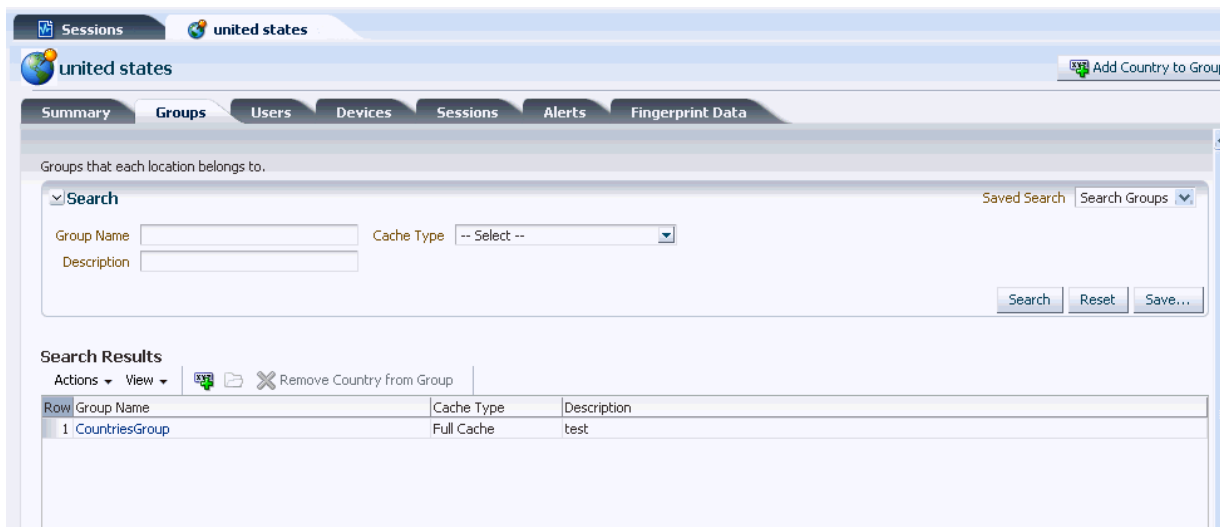 Sessions united states
united states
Add Country to Grou
Summary Groups Users Devices Sessions Alerts Fingerprint Data
Groups that each location belongs to.
Search
Saved Search Search Groups
Group Name Cache Type -- Select --
Description
Search Reset Save...
Search Results
Actions View Remove Country from Group
Row Group Name Cache Type Description
1 CountriesGroup Full Cache test